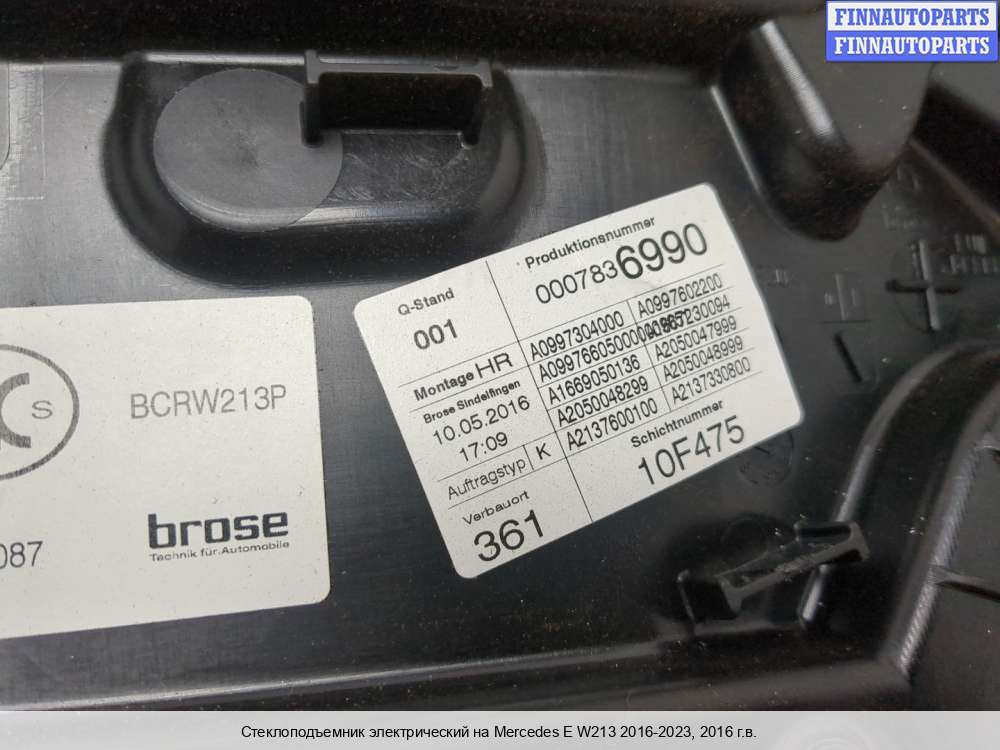 FINNAUTOPARTS
FINNAUTOPARTS
Q-Stand
001
Produktionsnummer
0007836990
Montage HR
Brose Sindelfingen
10.05.2016
17:09
Auftragstyp K
A0997304000 A0997602200
A2050047999
A1669050136 A2050048999
A2050048299 A2137330800
A2137600100
Verbauort
361
Schichtnummer
10F475
S
BCRW213P
087
brose
Technik für Automobile
Стеклоподъемник электрический на Mercedes E W213 2016-2023, 2016 г.в.